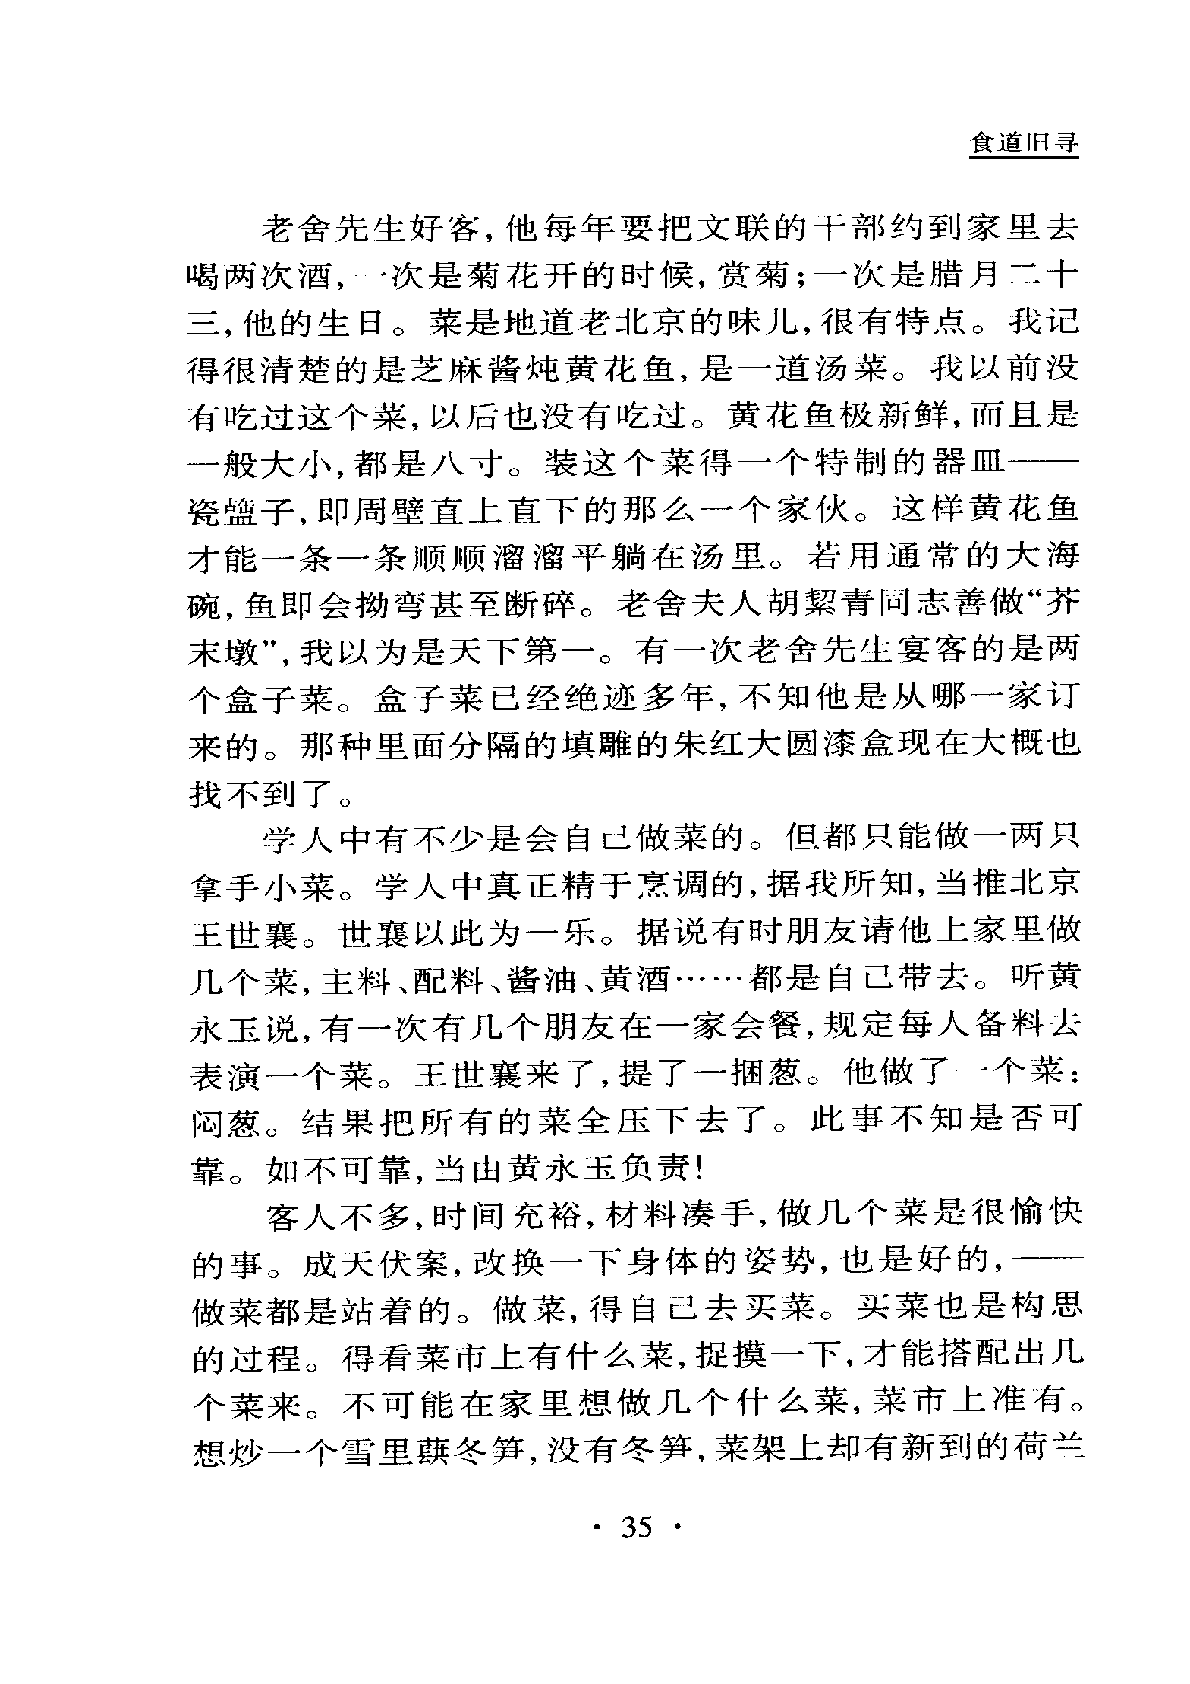 食道旧寻
老舍先生好客,他每年要把文联的干部约到家里去
喝两次酒,一次是菊花开的时候,赏菊;一次是腊月二十
三,他的生日。菜是地道老北京的味儿,很有特点。我记
得很清楚的是芝麻酱炖黄花鱼,是一道汤菜。我以前没
有吃过这个菜,以后也没有吃过。黄花鱼极新鲜,而且是
一般大小,都是八寸。装这个菜得一个特制的器皿——
瓷䀇子,即周壁直上直下的那么一个家伙。这样黄花鱼
才能一条一条顺顺溜溜平躺在汤里。若用通常的大海
碗,鱼即会拗弯甚至断碎。老舍夫人胡絜青同志善做“芥
末墩”,我以为是天下第一。有一次老舍先生宴客的是两
个盒子菜。盒子菜已经绝迹多年,不知他是从哪一家订
来的。那种里面分隔的填雕的朱红大圆漆盒现在大概也
找不到了。
学人中有不少是会自己做菜的。但都只能做一两只
拿手小菜。学人中真正精于烹调的,据我所知,当推北京
王世襄。世襄以此为一乐。据说有时朋友请他上家里做
几个菜,主料、配料、酱油、黄酒……都是自己带去。听黄
永玉说,有一次有几个朋友在一家会餐,规定每人备料去
表演一个菜。王世襄来了,提了一捆葱。他做了一个菜:
闷葱。结果把所有的菜全压下去了。此事不知是否可
靠。如不可靠,当由黄永玉负责!
客人不多,时间充裕,材料凑手,做几个菜是很愉快
的事。成天伏案,改换一下身体的姿势,也是好的,——
做菜都是站着的。做菜,得自己去买菜。买菜也是构思
的过程。得看菜市上有什么菜,捉摸一下,才能搭配出几
个菜来。不可能在家里想做几个什么菜,菜市上准有。
想炒一个雪里蕻冬笋,没有冬笋,菜架上却有新到的荷兰
· 35 ·